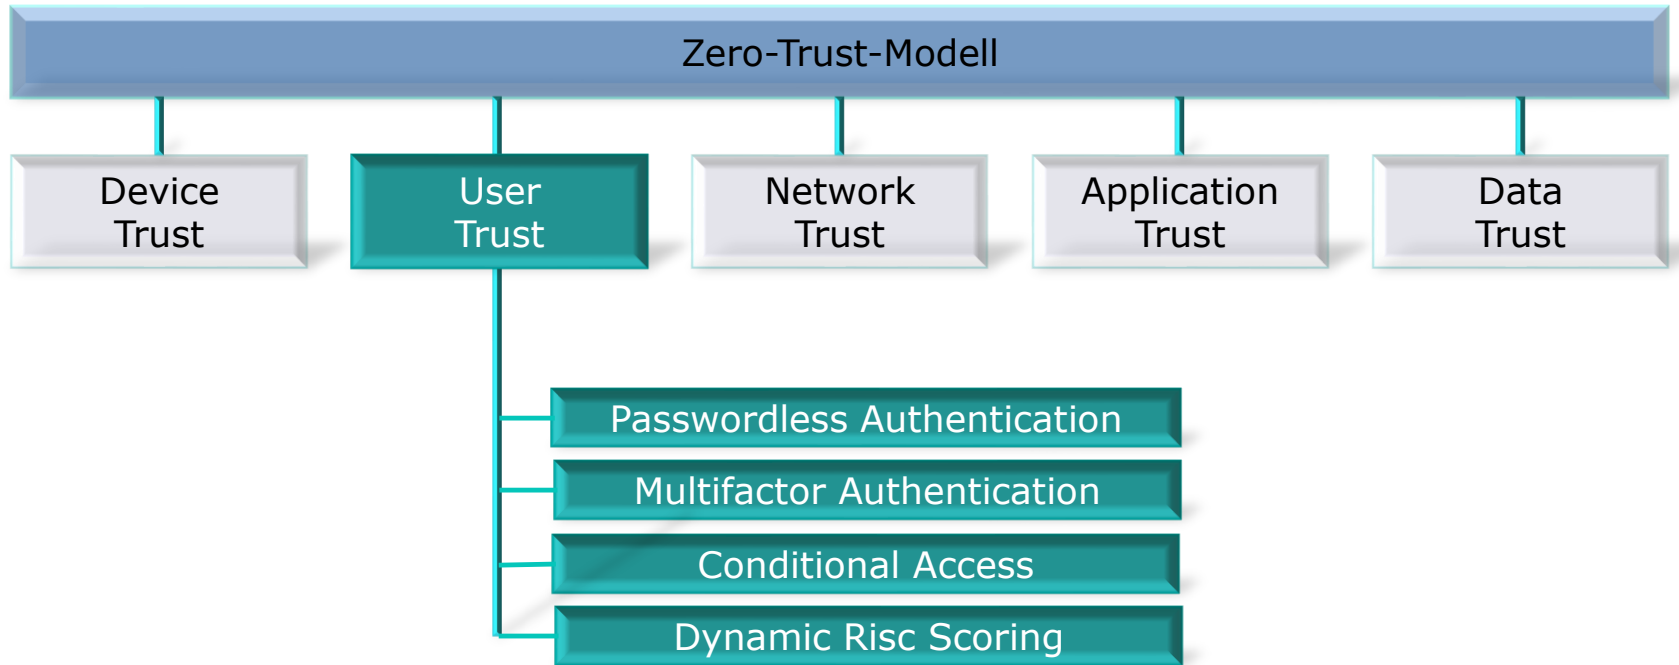 Zero-Trust-Modell
Device
Trust
User
Trust
Network
Trust
Application
Trust
Data
Trust
Passwordless Authentication
Multifactor Authentication
Conditional Access
Dynamic Risc Scoring